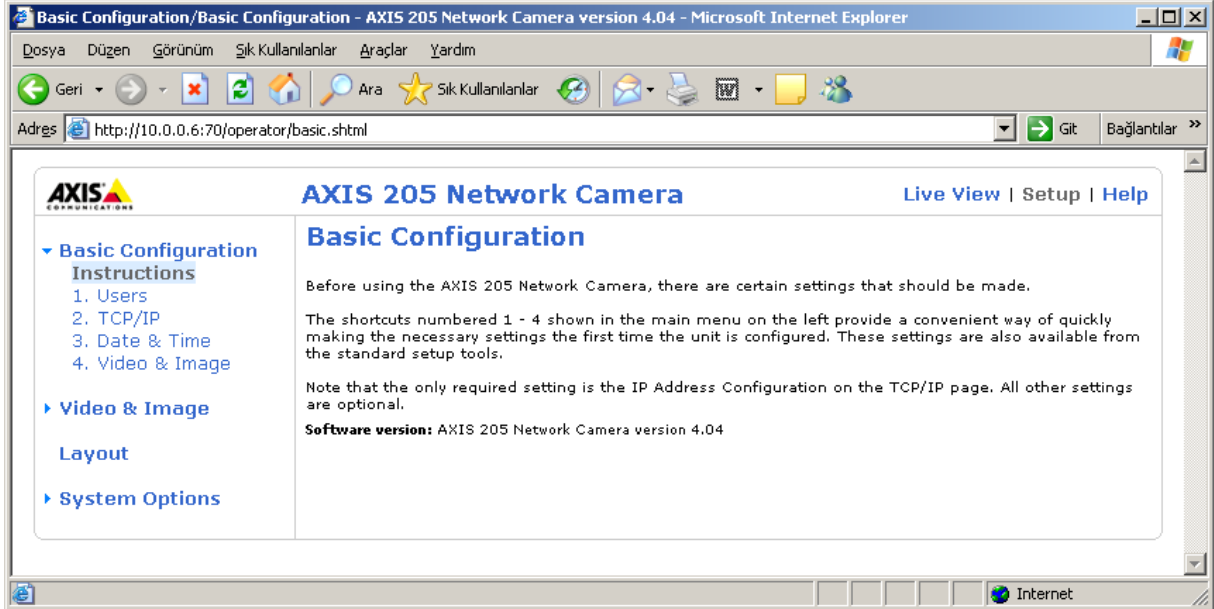 Basic Configuration/Basic Configuration - AXIS 205 Network Camera version 4.04 - Microsoft Internet Explorer
Dosya Düzen Görünüm Sık Kullanılanlar Araçlar Yardım
Geri Ara Sık Kullanılanlar
Adres http://10.0.0.6:70/operator/basic.shtml Git Bağlantılar »
AXIS COMMUNICATIONS
AXIS 205 Network Camera
Live View | Setup | Help
Basic Configuration
Instructions
1. Users
2. TCP/IP
3. Date & Time
4. Video & Image
Video & Image
Layout
System Options
Basic Configuration
Before using the AXIS 205 Network Camera, there are certain settings that should be made.
The shortcuts numbered 1 - 4 shown in the main menu on the left provide a convenient way of quickly
making the necessary settings the first time the unit is configured. These settings are also available from
the standard setup tools.
Note that the only required setting is the IP Address Configuration on the TCP/IP page. All other settings
are optional.
Software version: AXIS 205 Network Camera version 4.04
Internet